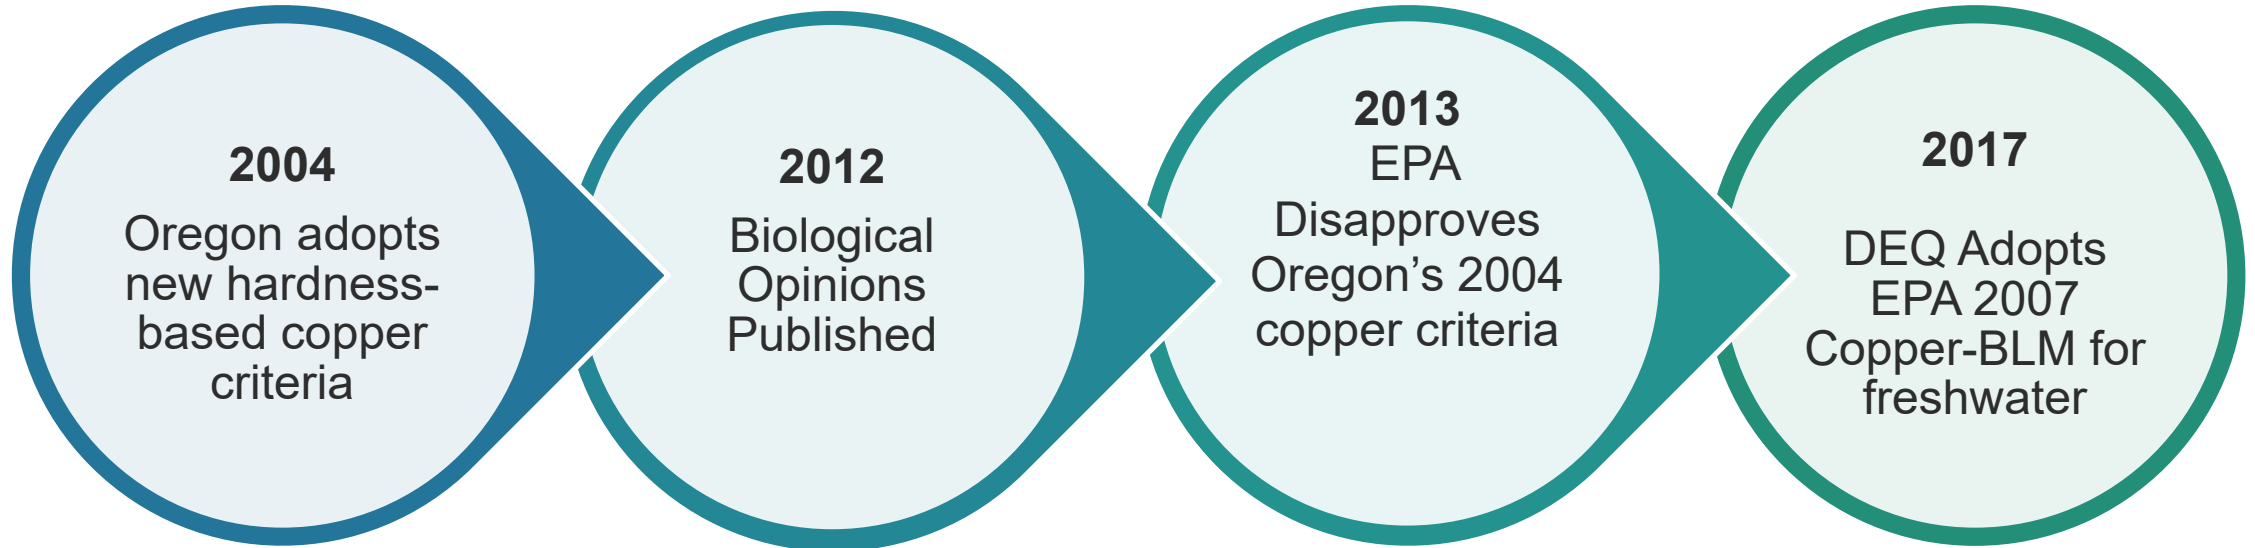 2004
Oregon adopts
new hardness-
based copper
criteria
2012
Biological
Opinions
Published
2013
EPA
Disapproves
Oregon’s 2004
copper criteria
2017
DEQ Adopts
EPA 2007
Copper-BLM for
freshwater